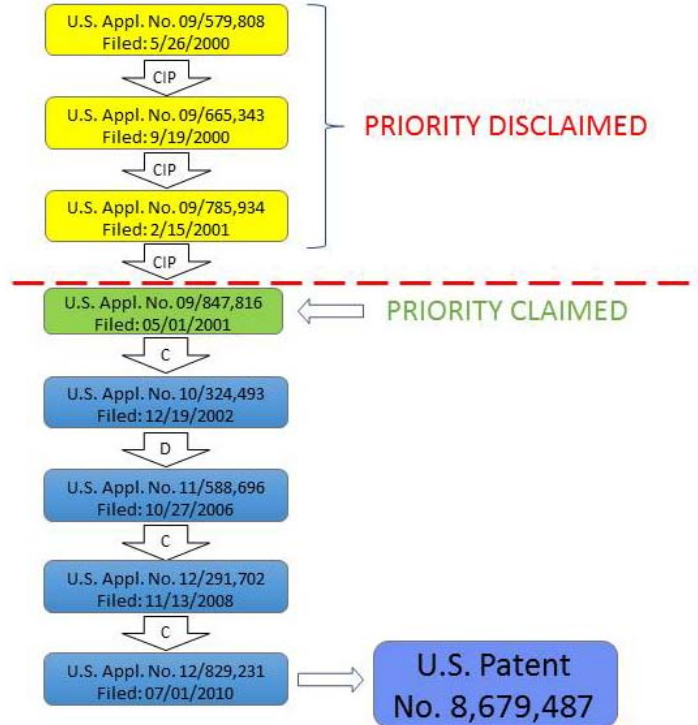 U.S. Appl. No. 09/579,808
Filed: 5/26/2000
CIP
U.S. Appl. No. 09/665,343
Filed: 9/19/2000
PRIORITY DISCLAIMED
CIP
U.S. Appl. No. 09/785,934
Filed: 2/15/2001
CIP
U.S. Appl. No. 09/847,816
Filed: 05/01/2001
PRIORITY CLAIMED
C
U.S. Appl. No. 10/324,493
Filed: 12/19/2002
D
U.S. Appl. No. 11/588,696
Filed: 10/27/2006
C
U.S. Appl. No. 12/291,702
Filed: 11/13/2008
C
U.S. Appl. No. 12/829,231
Filed: 07/01/2010
U.S. Patent
No. 8,679,487